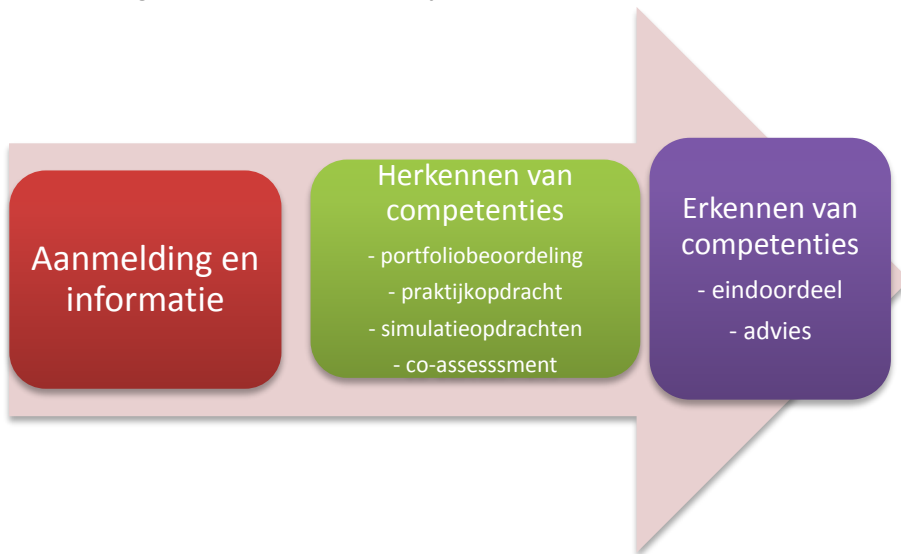 Aanmelding en
informatie
Herkennen van
competenties
- portfoliobeoordeling
- praktijkopdracht
- simulatieopdrachten
- co-assesssment
Erkennen van
competenties
- eindoordeel
- advies